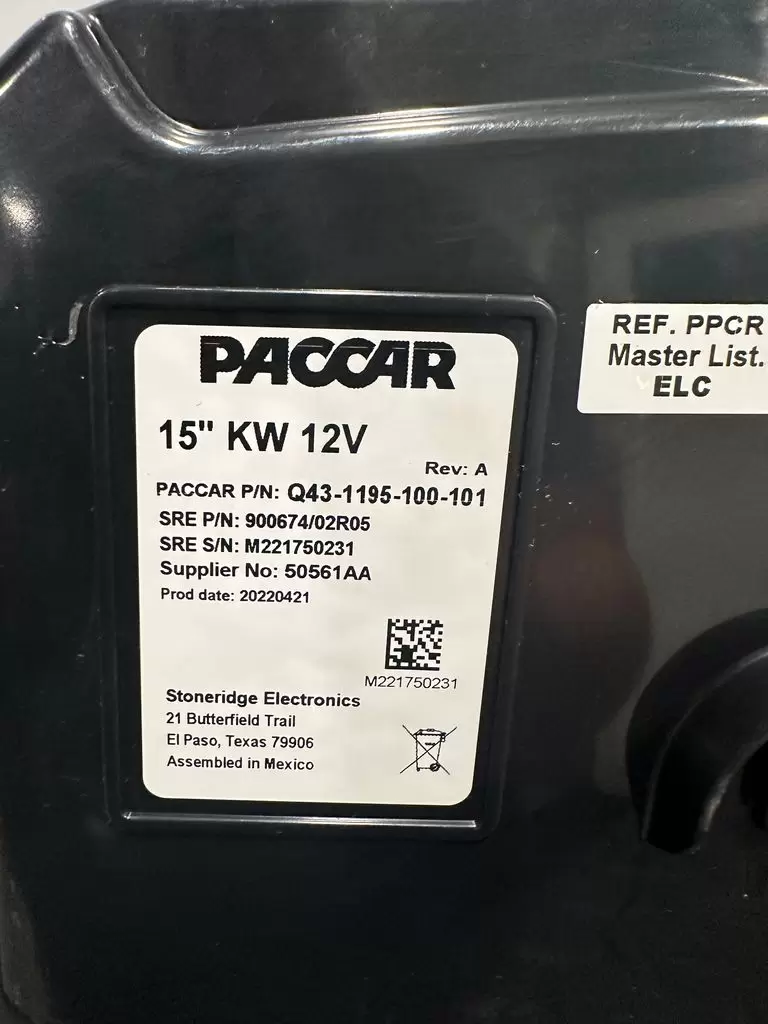 PACCAR
15" KW 12V
Rev: A
PACCAR P/N: Q43-1195-100-101
SRE P/N: 900674/02R05
SRE S/N: M221750231
Supplier No: 50561AA
Prod date: 20220421
M221750231
Stoneridge Electronics
21 Butterfield Trail
El Paso, Texas 79906
Assembled in Mexico
REF. PPCR
Master List.
ELC